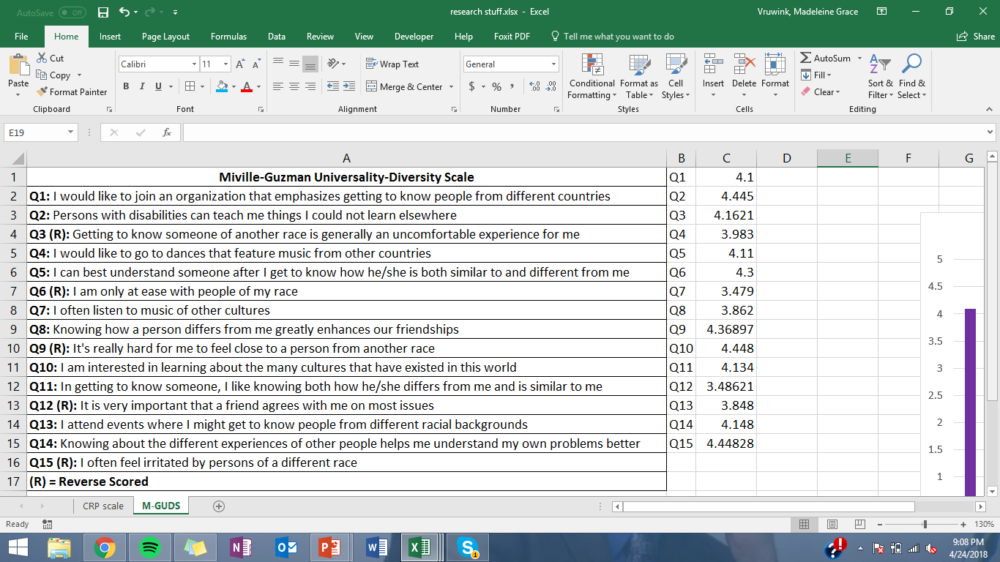 AutoSave Off
research stuff.xlsx - Excel
Vruwink, Madeleine Grace
File Home Insert Page Layout Formulas Data Review View Developer Help Foxit PDF Tell me what you want to do Share
Paste
Cut
Copy
Format Painter
Clipboard
Calibri 11
B I U
Font
Wrap Text
Merge & Center
Alignment
General
$ % ,
Number
Conditional Formatting
Format as Table
Cell Styles
Styles
Insert Delete Format
Cells
AutoSum
Fill
Clear
Sort & Filter
Find & Select
Editing
E19 fx
A B C D E F G
1 Miville-Guzman Universality-Diversity Scale Q1 4.1
2 Q1: I would like to join an organization that emphasizes getting to know people from different countries Q2 4.445
3 Q2: Persons with disabilities can teach me things I could not learn elsewhere Q3 4.1621
4 Q3 (R): Getting to know someone of another race is generally an uncomfortable experience for me Q4 3.983
5 Q4: I would like to go to dances that feature music from other countries Q5 4.11
6 Q5: I can best understand someone after I get to know how he/she is both similar to and different from me Q6 4.3
7 Q6 (R): I am only at ease with people of my race Q7 3.479
8 Q7: I often listen to music of other cultures Q8 3.862
9 Q8: Knowing how a person differs from me greatly enhances our friendships Q9 4.36897
10 Q9 (R): It's really hard for me to feel close to a person from another race Q10 4.448
11 Q10: I am interested in learning about the many cultures that have existed in this world Q11 4.134
12 Q11: In getting to know someone, I like knowing both how he/she differs from me and is similar to me Q12 3.48621
13 Q12 (R): It is very important that a friend agrees with me on most issues Q13 3.848
14 Q13: I attend events where I might get to know people from different racial backgrounds Q14 4.148
15 Q14: Knowing about the different experiences of other people helps me understand my own problems better Q15 4.44828
16 Q15 (R): I often feel irritated by persons of a different race
17 (R) = Reverse Scored
5
4.5
4
3.5
3
2.5
2
1.5
1
CRP scale M-GUDS
Ready 130%
9:08 PM
4/24/2018